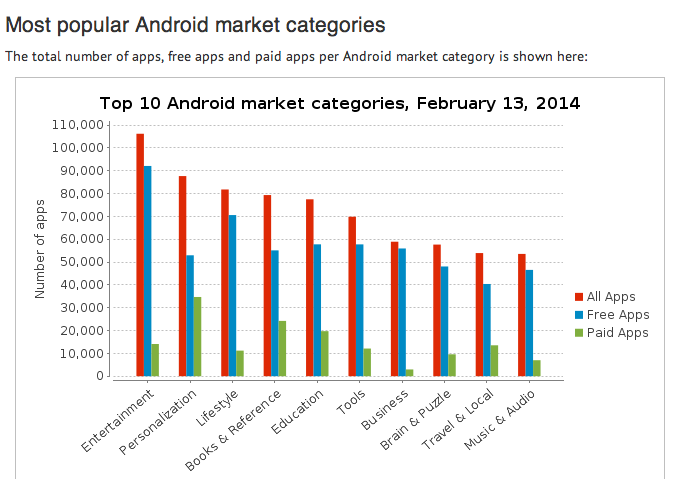 Most popular Android market categories
The total number of apps, free apps and paid apps per Android market category is shown here:
Top 10 Android market categories, February 13, 2014
Number of apps
110,000
100,000
90,000
80,000
70,000
60,000
50,000
40,000
30,000
20,000
10,000
0
Entertainment
Personalization
Lifestyle
Books & Reference
Education
Tools
Business
Brain & Puzzle
Travel & Local
Music & Audio
All Apps
Free Apps
Paid Apps